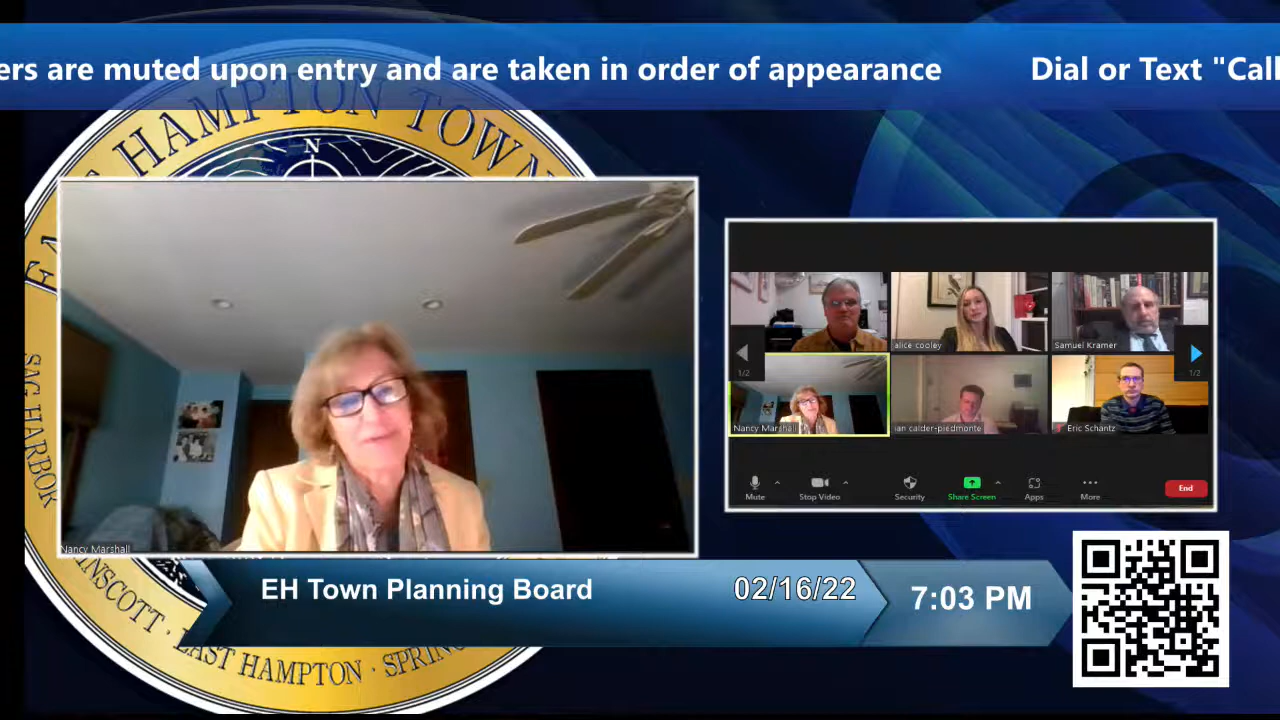 ers are muted upon entry and are taken in order of appearance Dial or Text "Call
HAMPTON TOWN
N
SAG HARBOR
Nancy Marshall
alice cooley
Samuel Kramer
1/2
1/2
Nancy Marshall
ian calder-piedmonte
Eric Schantz
Mute
Stop Video
Security
Share Screen
Apps
More
End
EH Town Planning Board
02/16/22
7:03 PM
INSCOTT · EAST HAMPTON · SPRIN